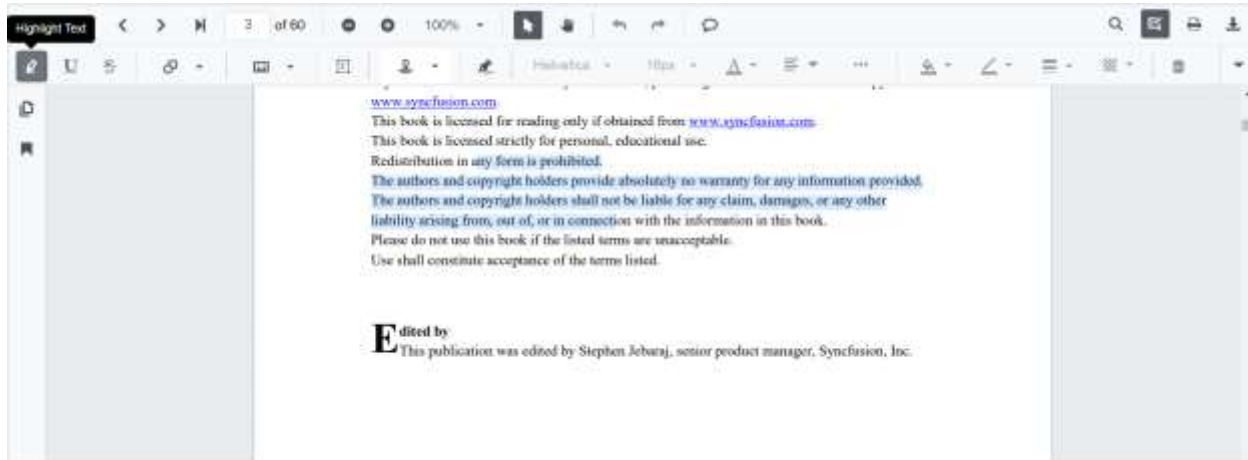 Highlight Text
3 of 60
100%
Helvetica
10px
www.syncfusion.com.
This book is licensed for reading only if obtained from www.syncfusion.com.
This book is licensed strictly for personal, educational use.
Redistribution in any form is prohibited.
The authors and copyright holders provide absolutely no warranty for any information provided.
The authors and copyright holders shall not be liable for any claim, damages, or any other
liability arising from, out of, or in connection with the information in this book.
Please do not use this book if the listed terms are unacceptable.
Use shall constitute acceptance of the terms listed.
Edited by
This publication was edited by Stephen Jebaraj, senior product manager, Syncfusion, Inc.